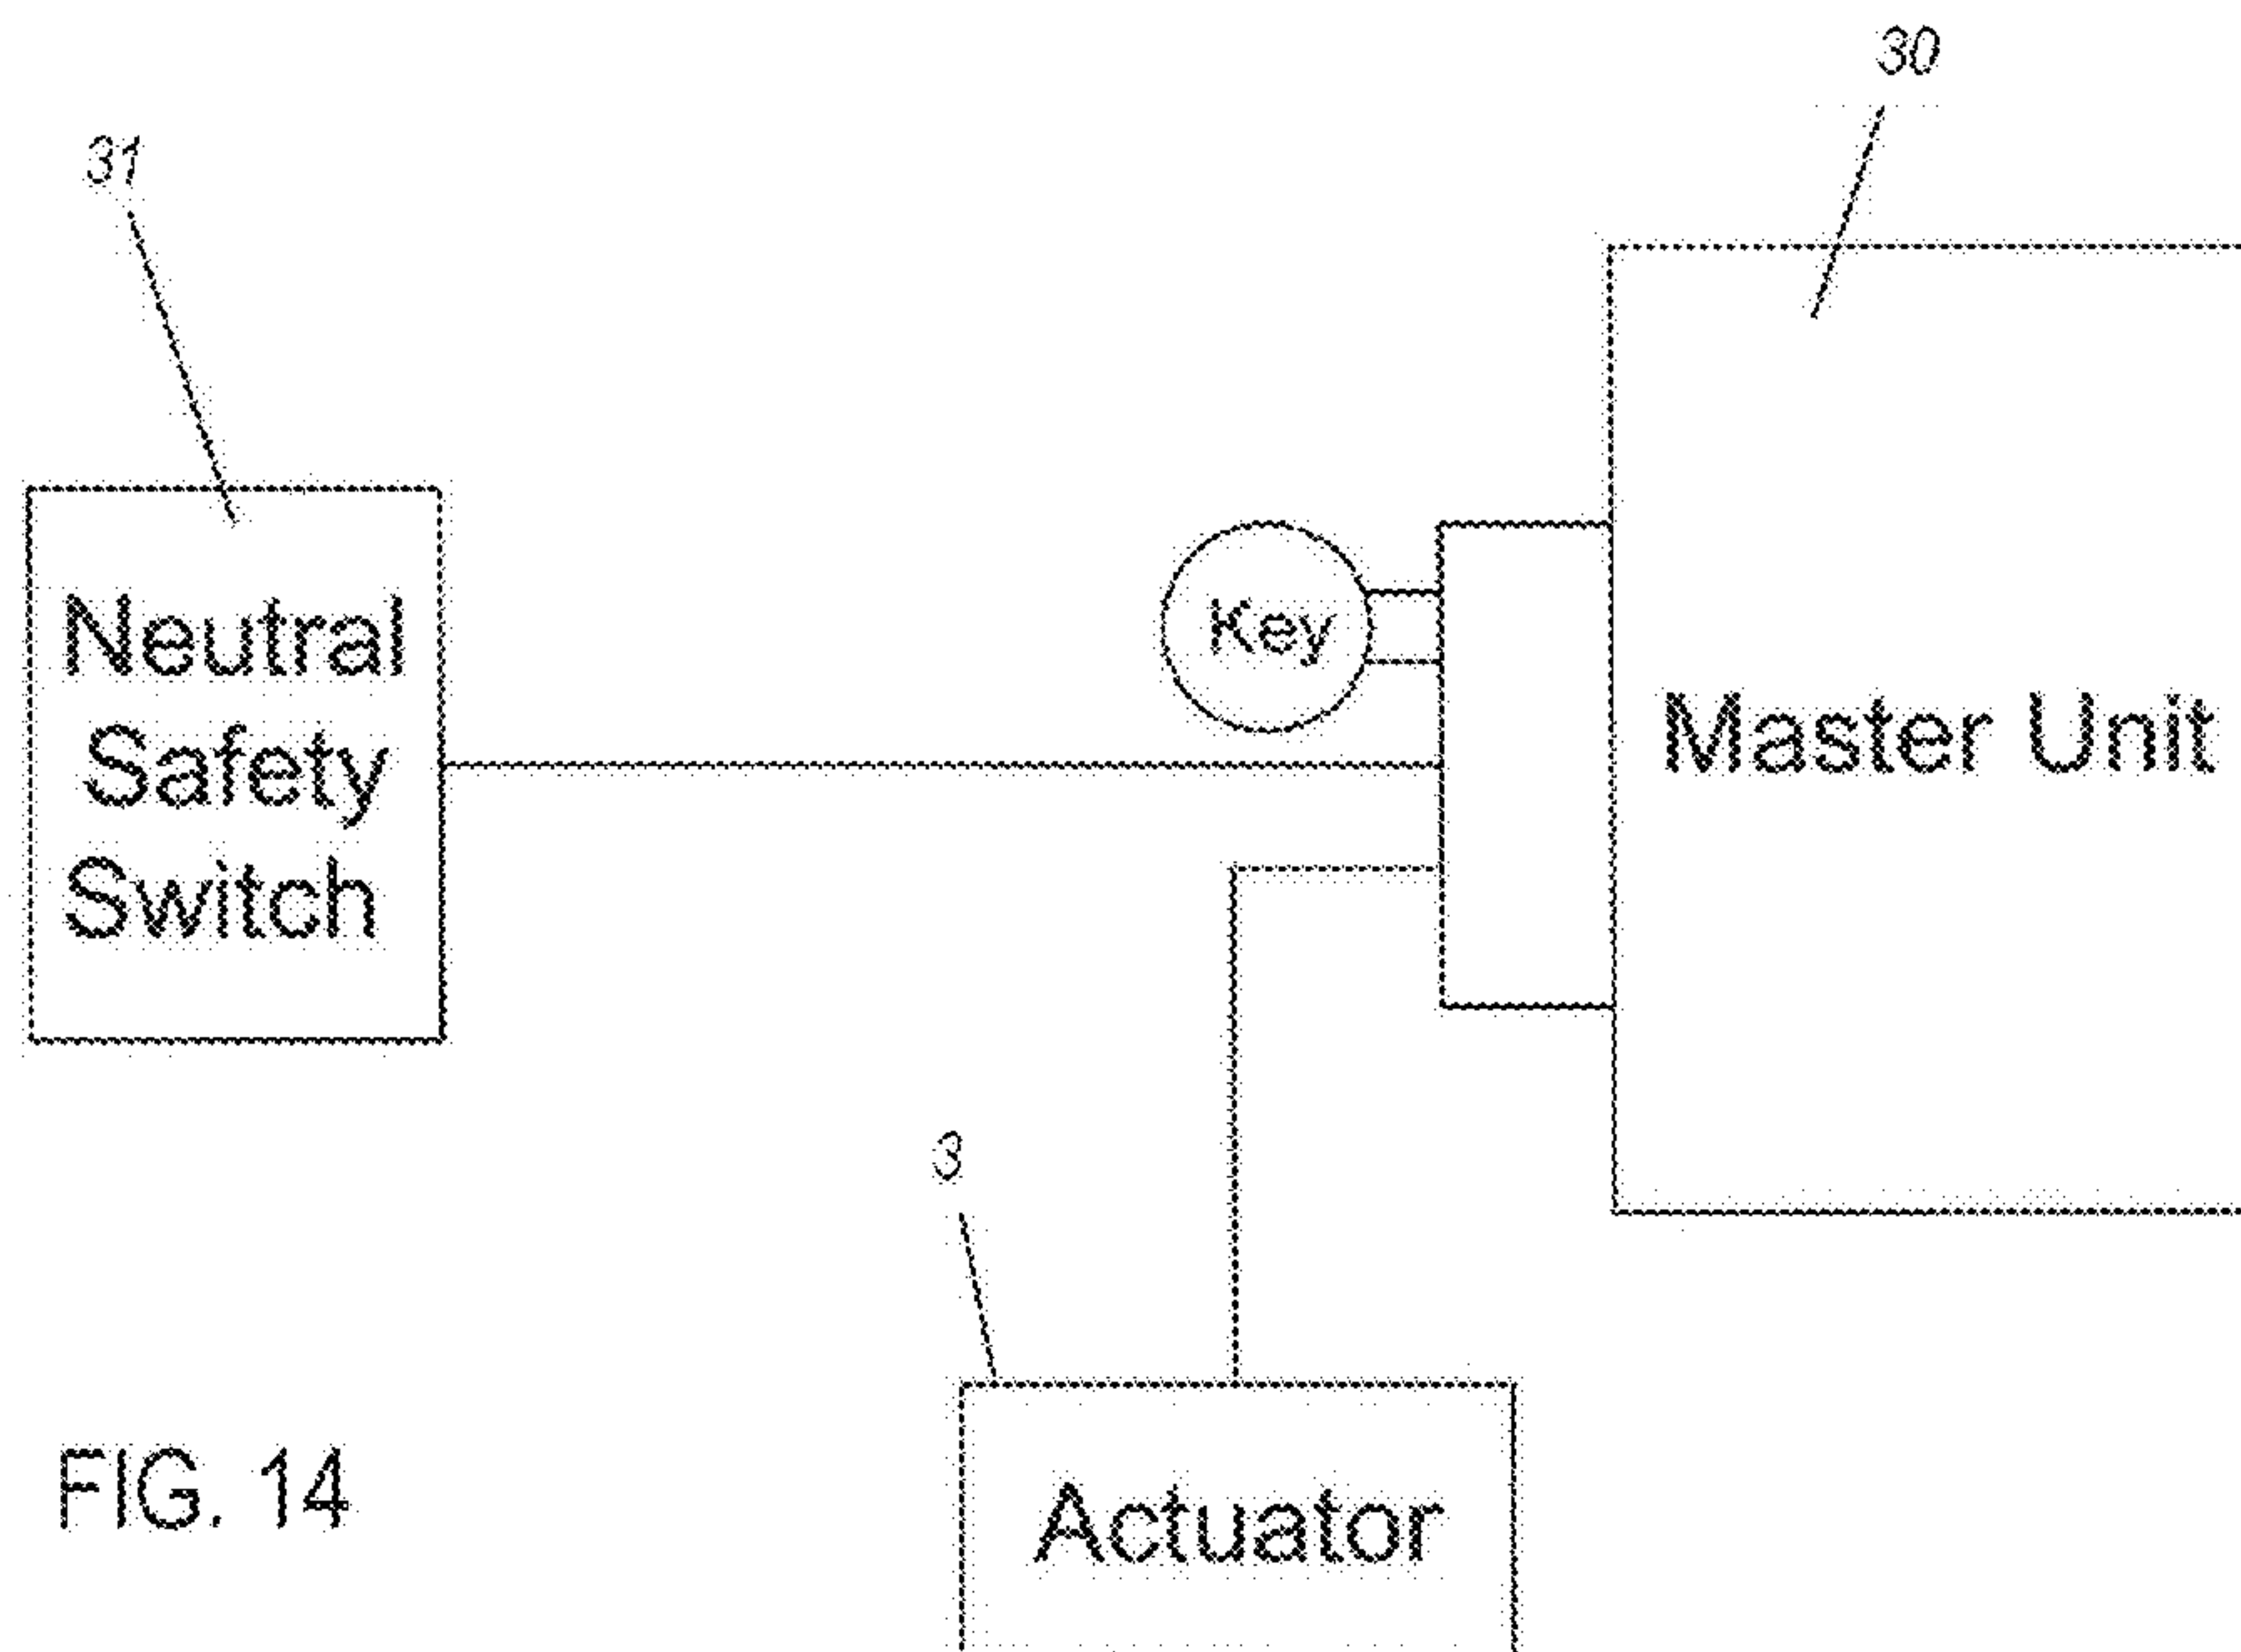 30
31
Neutral
Safety
Switch
Key
Master Unit
3
Actuator
FIG. 14